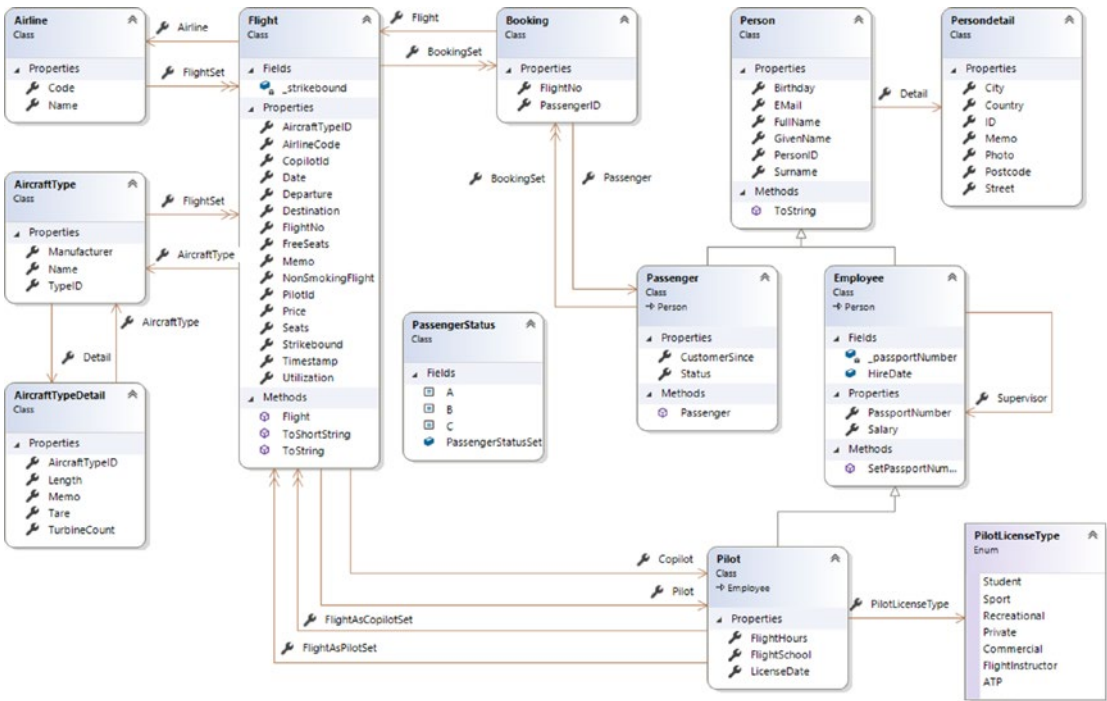 Airline
Class
Properties
Code
Name
Airline
FlightSet
Flight
Class
Fields
_strikebound
Properties
AircraftTypeID
AirlineCode
CopilotId
Date
Departure
Destination
FlightNo
FreeSeats
Memo
NonSmokingFlight
PilotId
Price
Seats
Strikebound
Timestamp
Utilization
Methods
Flight
ToShortString
ToString
Flight
BookingSet
Booking
Class
Properties
FlightNo
PassengerID
BookingSet
Passenger
Person
Class
Properties
Birthday
EMail
FullName
GivenName
PersonID
Surname
Methods
ToString
Detail
Persondetail
Class
Properties
City
Country
ID
Memo
Photo
Postcode
Street
AircraftType
Class
Properties
Manufacturer
Name
TypeID
FlightSet
AircraftType
AircraftType
Detail
AircraftTypeDetail
Class
Properties
AircraftTypeID
Length
Memo
Tare
TurbineCount
PassengerStatus
Class
Fields
A
B
C
PassengerStatusSet
Passenger
Class
Person
Properties
CustomerSince
Status
Methods
Passenger
Employee
Class
Person
Fields
_passportNumber
HireDate
Properties
PassportNumber
Salary
Methods
SetPassportNum...
Supervisor
Copilot
Pilot
FlightAsCopilotSet
FlightAsPilotSet
Pilot
Class
Employee
Properties
FlightHours
FlightSchool
LicenseDate
PilotLicenseType
PilotLicenseType
Enum
Student
Sport
Recreational
Private
Commercial
FlightInstructor
ATP